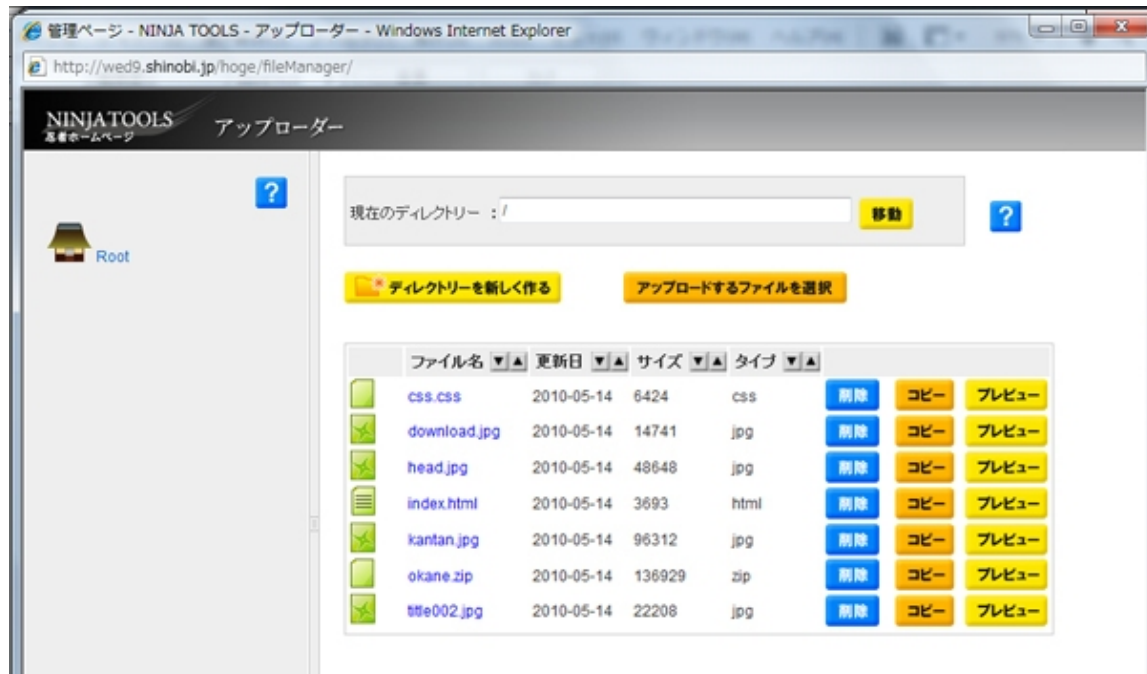 管理ページ - NINJA TOOLS - アップローダー - Windows Internet Explorer
http://wed9.shinobi.jp/hoge/fileManager/
NINJA TOOLS
忍者ホームページ
アップローダー
?
Root
現在のディレクトリー : / 移動
?
ディレクトリーを新しく作る アップロードするファイルを選択
ファイル名 ▼▲ 更新日 ▼▲ サイズ ▼▲ タイプ ▼▲
css.css 2010-05-14 6424 css 削除 コピー プレビュー
download.jpg 2010-05-14 14741 jpg 削除 コピー プレビュー
head.jpg 2010-05-14 48648 jpg 削除 コピー プレビュー
index.html 2010-05-14 3693 html 削除 コピー プレビュー
kantan.jpg 2010-05-14 96312 jpg 削除 コピー プレビュー
okane.zip 2010-05-14 136929 zip 削除 コピー プレビュー
title002.jpg 2010-05-14 22208 jpg 削除 コピー プレビュー